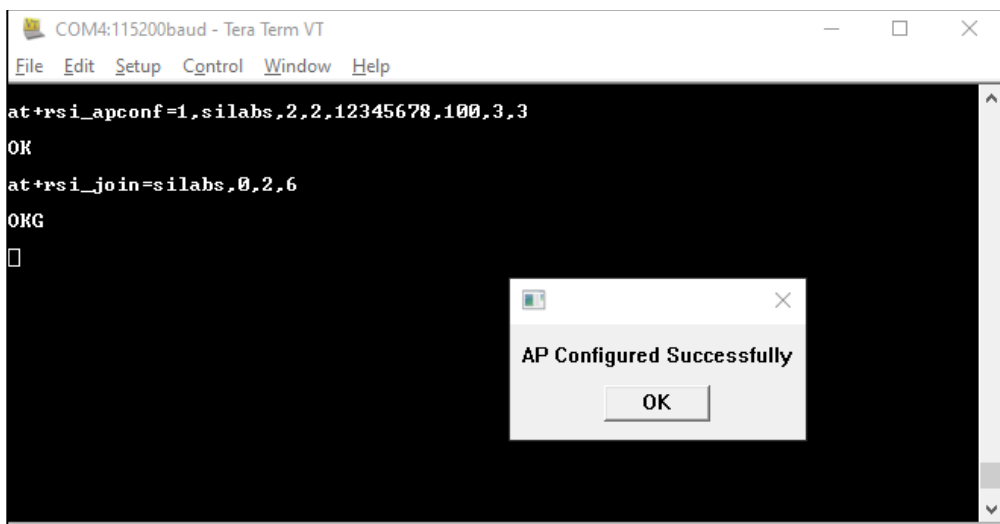 COM4:115200baud - Tera Term VT
File Edit Setup Control Window Help
at+rsi_apconf=1,silabs,2,2,12345678,100,3,3
OK
at+rsi_join=silabs,0,2,6
OKG
AP Configured Successfully
OK